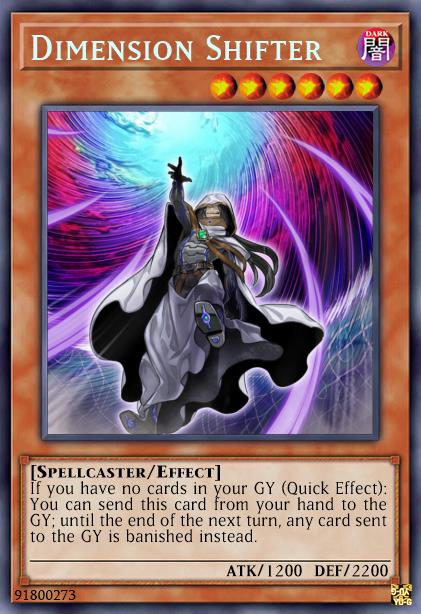 Dimension Shifter
DARK
闇
[Spellcaster/Effect]
If you have no cards in your GY (Quick Effect):
You can send this card from your hand to the
GY; until the end of the next turn, any card sent
to the GY is banished instead.
ATK/1200 DEF/2200
91800273